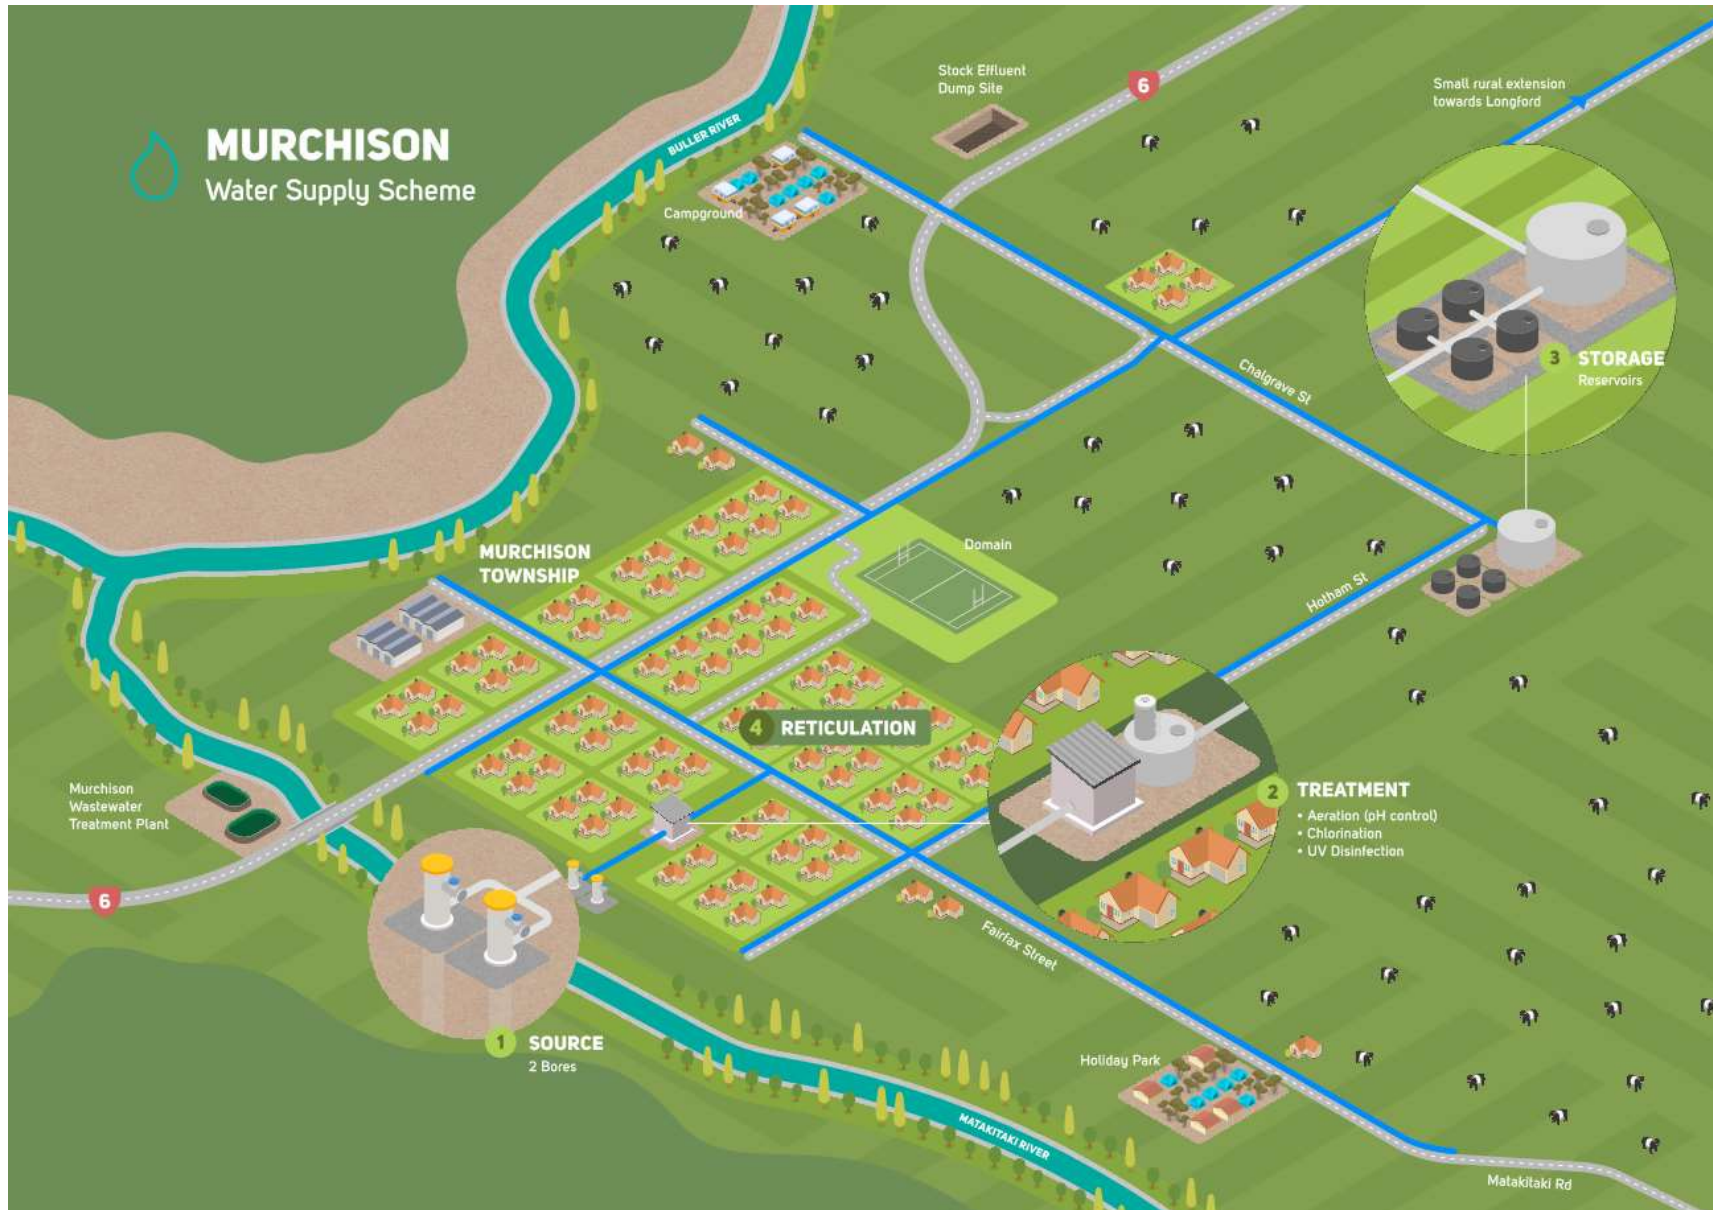 MURCHISON
Water Supply Scheme
BULLER RIVER
Stock Effluent
Dump Site
6
Small rural extension
towards Longford
Campground
Chalgrave St
3 STORAGE
Reservoirs
MURCHISON
TOWNSHIP
Domain
Hotham St
4 RETICULATION
Murchison
Wastewater
Treatment Plant
2 TREATMENT
• Aeration (pH control)
• Chlorination
• UV Disinfection
6
Fairfax Street
1 SOURCE
2 Bores
Holiday Park
MATAKITAKI RIVER
Matakitaki Rd